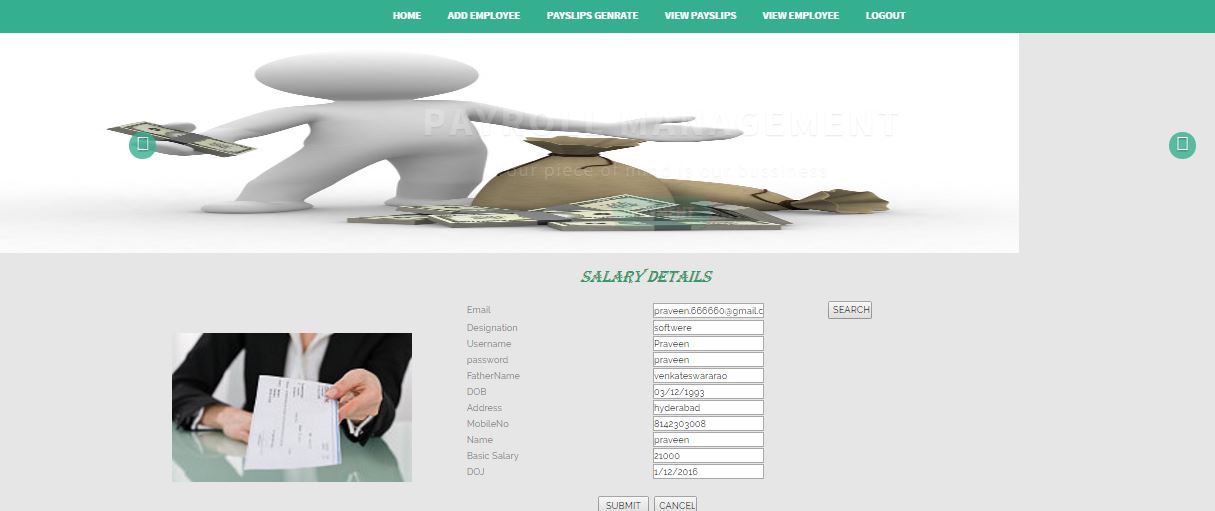 HOME ADD EMPLOYEE PAYSLIPS GENRATE VIEW PAYSLIPS VIEW EMPLOYEE LOGOUT
PAYROLL MANAGEMENT
our piece of mind is our bussiness
SALARY DETAILS
Email praveen.666660@gmail.c SEARCH
Designation softwere
Username Praveen
password praveen
FatherName venkateswararao
DOB 03/12/1993
Address hyderabad
MobileNo 8142303008
Name praveen
Basic Salary 21000
DOJ 1/12/2016
SUBMIT CANCEL